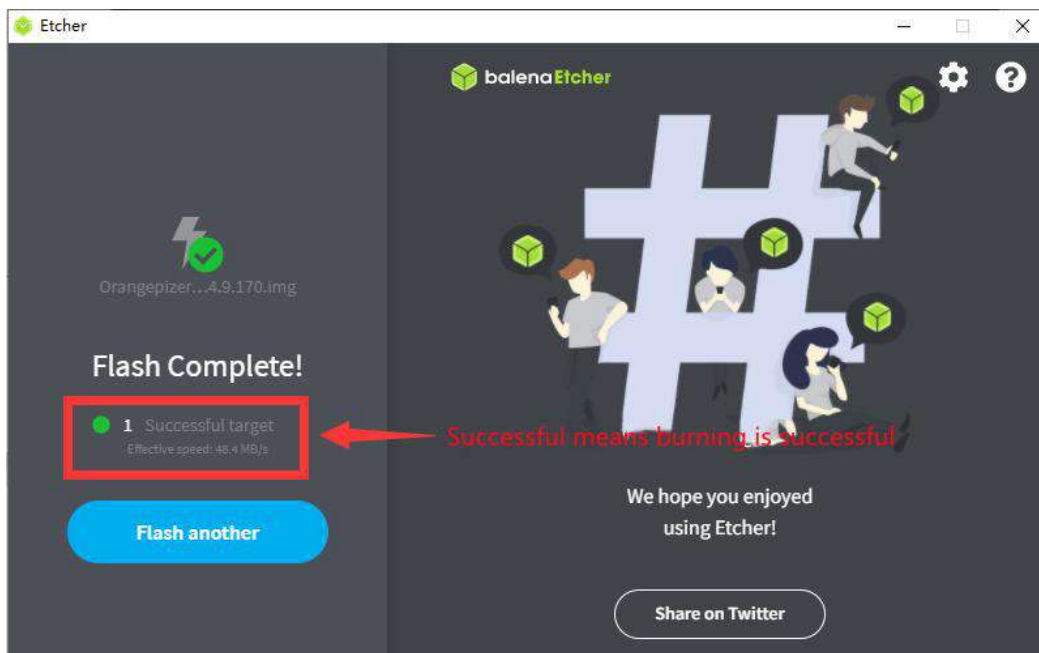 Etcher
balenaEtcher
Orangepizer...4.9.170.img
Flash Complete!
1 Successful target
Effective speed: 48.4 MB/s
Successful means burning is successful
Flash another
We hope you enjoyed
using Etcher!
Share on Twitter